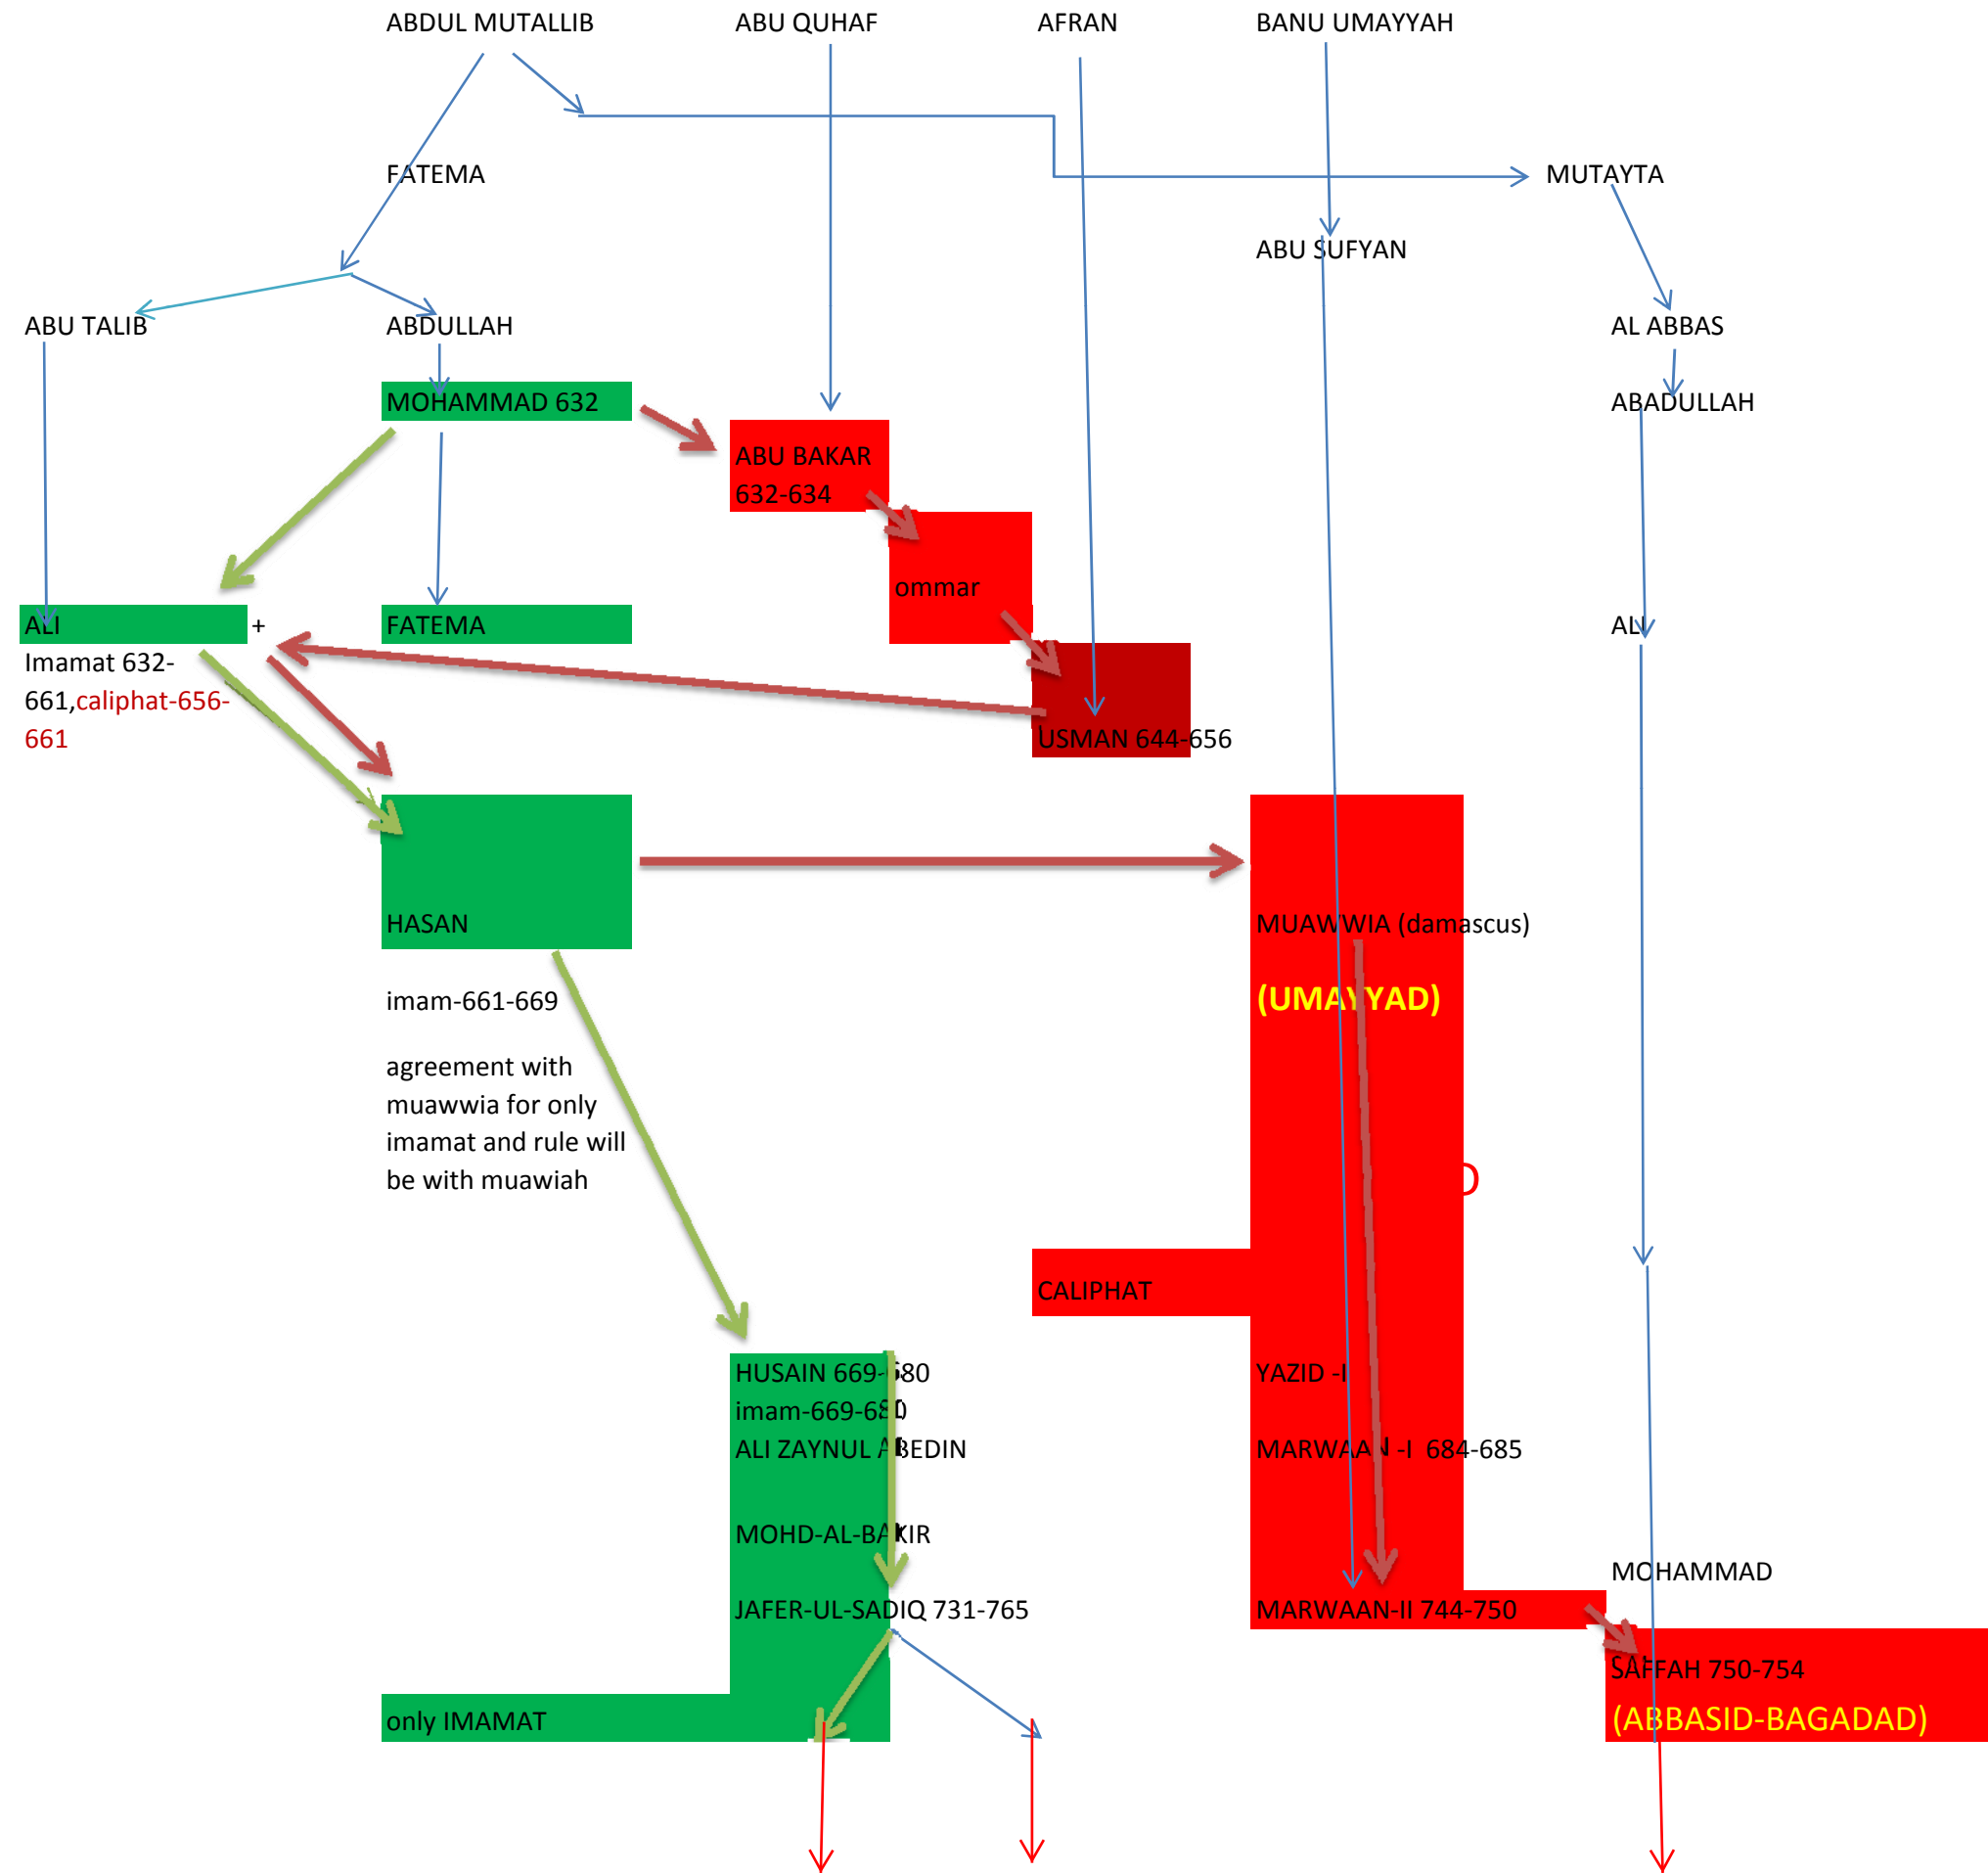 ABDUL MUTALLIB ABU QUHAF AFRAN BANU UMAYYAH
FATEMA MUTAYTA
ABU SUFYAN
ABU TALIB ABDULLAH AL ABBAS
MOHAMMAD 632 ABADULLAH
ABU BAKAR
632-634
ommar
ALI + FATEMA ALI
Imamat 632-
661,caliphat-656-
661
USMAN 644-656
HASAN MUAWWIA (damascus)
imam-661-669 (UMAYYAD)
agreement with
muawwia for only
imamat and rule will
be with muawiah
D
CALIPHAT
HUSAIN 669-680 YAZID -I
imam-669-680
ALI ZAYNUL ABEDIN MARWAAN -I 684-685
MOHD-AL-BAKIR
MOHAMMAD
JAFER-UL-SADIQ 731-765 MARWAAN-II 744-750
SAFFAH 750-754
only IMAMAT (ABBASID-BAGADAD)